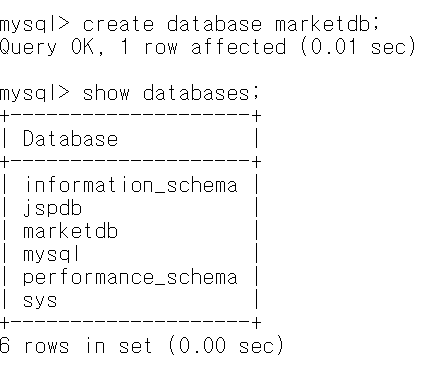 mysql> create database marketdb;
Query OK, 1 row affected (0.01 sec)
mysql> show databases;
+--------------------+
| Database           |
+--------------------+
| information_schema |
| jspdb              |
| marketdb           |
| mysql              |
| performance_schema |
| sys                |
+--------------------+
6 rows in set (0.00 sec)